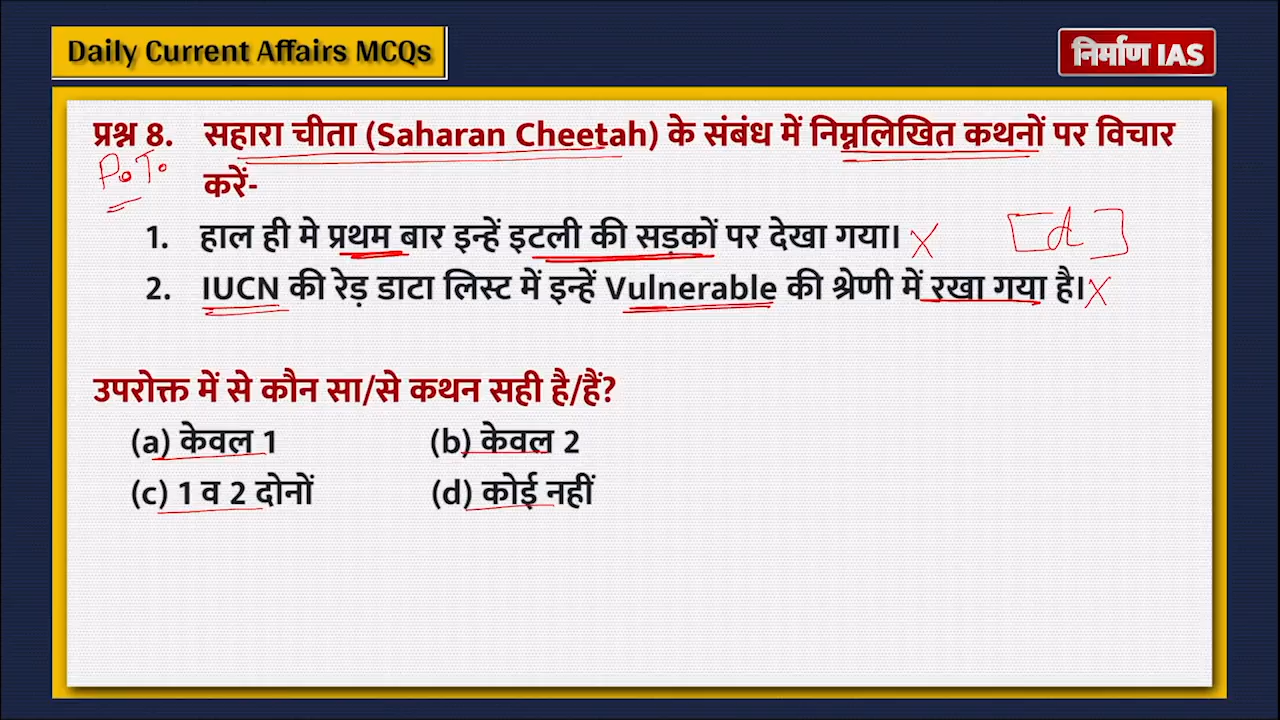 Daily Current Affairs MCQs
निर्माण IAS
प्रश्न 8. सहारा चीता (Saharan Cheetah) के संबंध में निम्नलिखित कथनों पर विचार
P.T.
करें-
1. हाल ही मे प्रथम बार इन्हें इटली की सड़कों पर देखा गया। X [d]
2. IUCN की रेड़ डाटा लिस्ट में इन्हें Vulnerable की श्रेणी में रखा गया है। X
उपरोक्त में से कौन सा/से कथन सही है/हैं?
(a) केवल 1 (b) केवल 2
(c) 1 व 2 दोनों (d) कोई नहीं